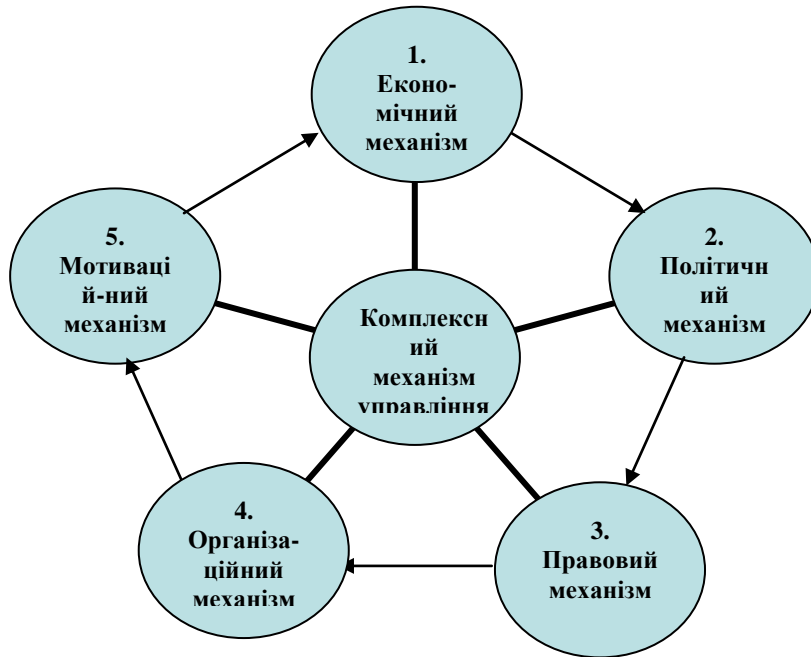 1.
Еконо-
мічний
механізм
2.
Політичн
ий
механізм
5.
Мотиваці
й-ний
механізм
Комплексн
ий
механізм
управління
4.
Організа-
ційний
механізм
3.
Правовий
механізм